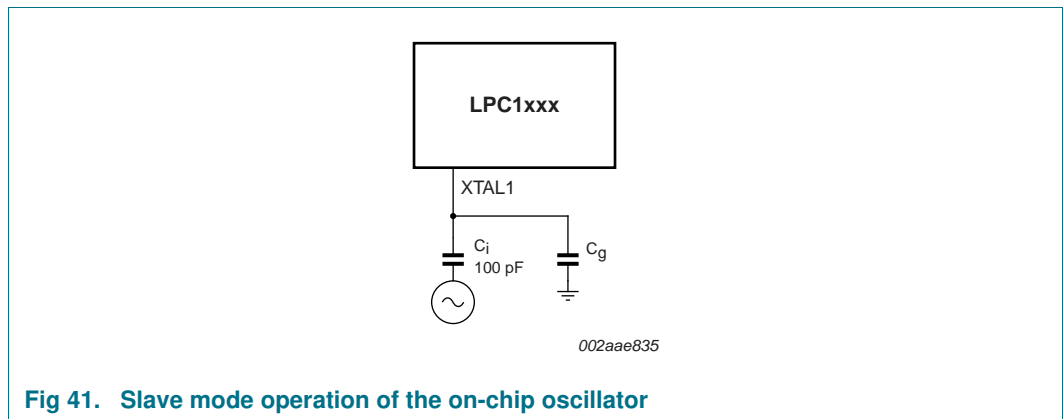 LPC1xxx
XTAL1
Ci
100 pF
Cg
002aae835
Fig 41. Slave mode operation of the on-chip oscillator